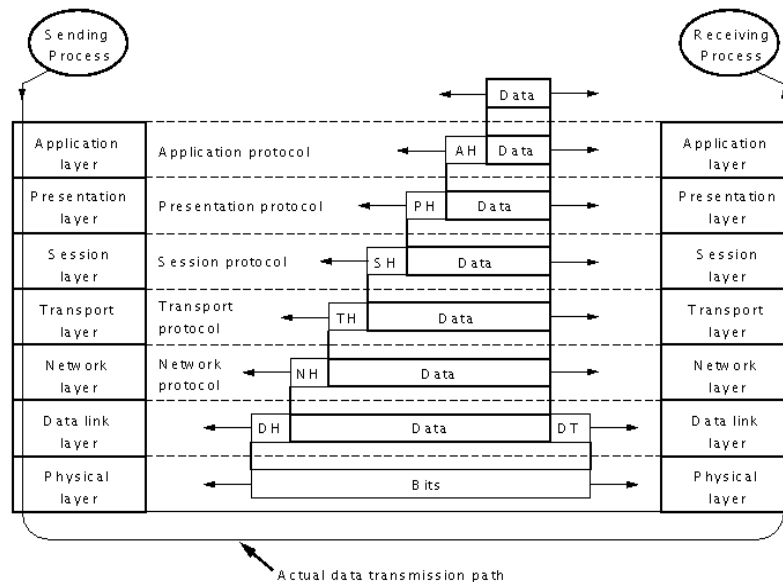 Sending
Process
Receiving
Process
Data
Application
layer
Application protocol
AH
Data
Application
layer
Presentation
layer
Presentation protocol
PH
Data
Presentation
layer
Session
layer
Session protocol
SH
Data
Session
layer
Transport
layer
Transport
protocol
TH
Data
Transport
layer
Network
layer
Network
protocol
NH
Data
Network
layer
Data link
layer
DH
Data
DT
Data link
layer
Physical
layer
Bits
Physical
layer
Actual data transmission path